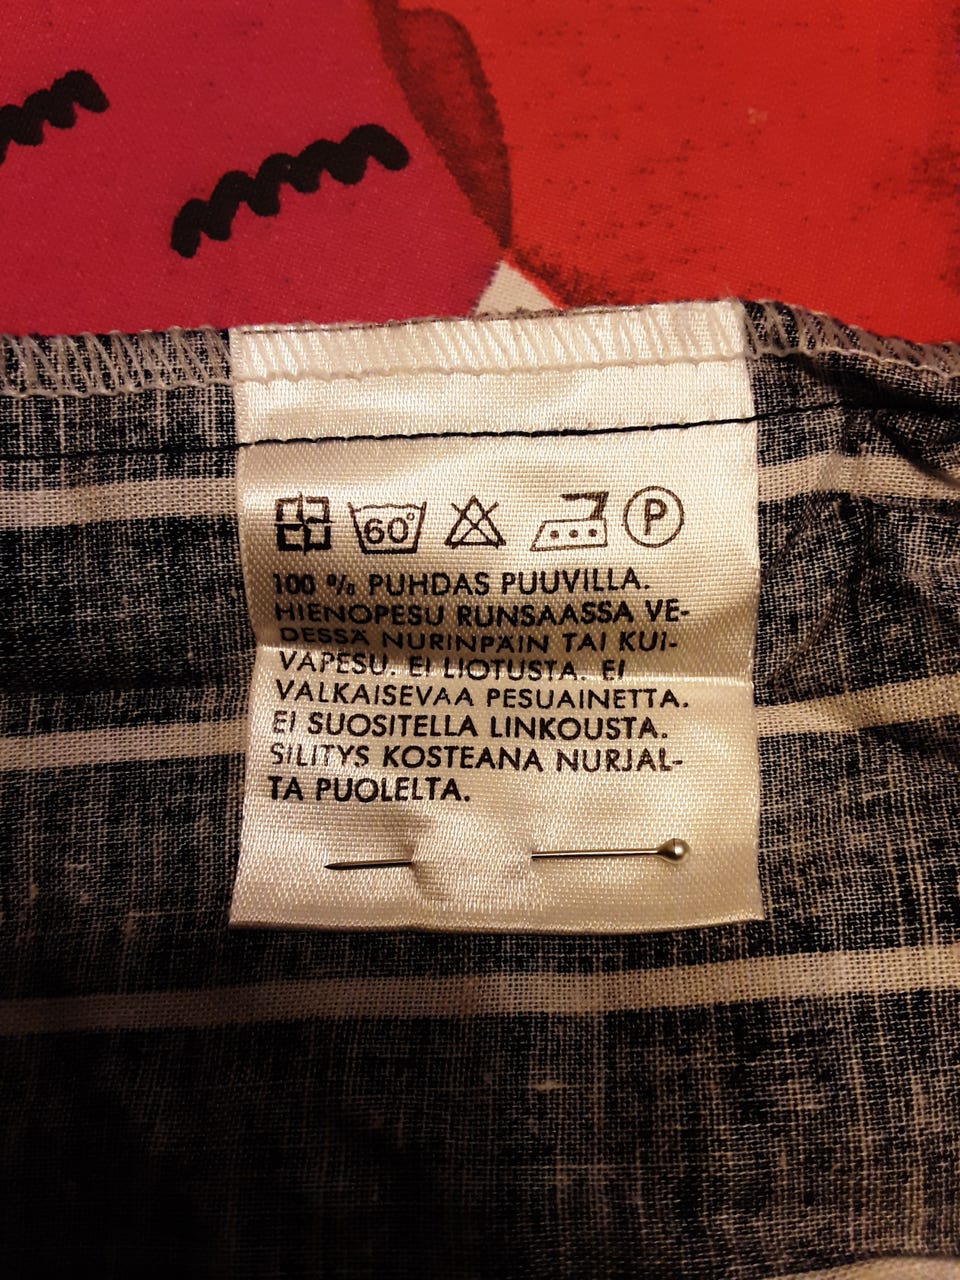 60° P
100 % PUHDAS PUUVILLA.
HIENOPESU RUNSAASSA VE-
DESSÄ NURINPÄIN TAI KUI-
VAPESU. EI LIOTUSTA. EI
VALKAISEVAA PESUAINETTA.
EI SUOSITELLA LINKOUSTA.
SILITYS KOSTEANA NURJAL-
TA PUOLELTA.